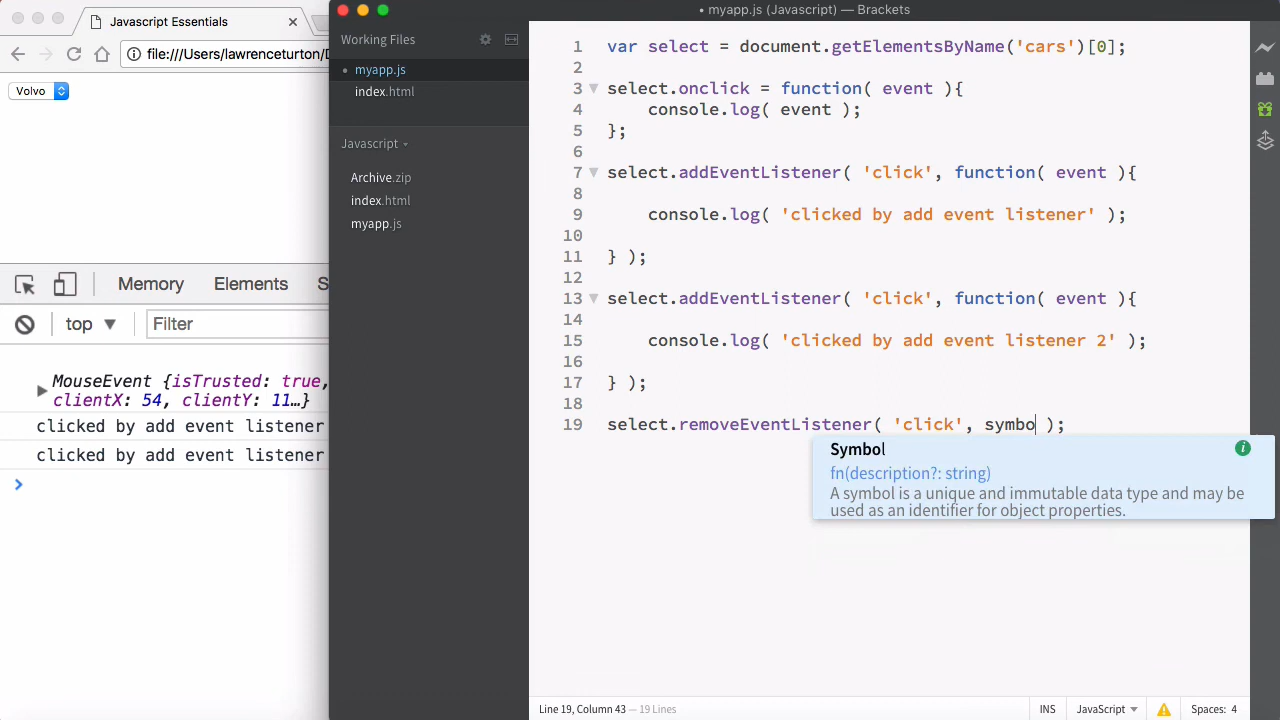 Javascript Essentials
file:///Users/lawrenceturton/D
Volvo
Memory
Elements
S
top ▼
Filter
MouseEvent {isTrusted: true,
clientX: 54, clientY: 11…}
clicked by add event listener
clicked by add event listener
• myapp.js (Javascript) — Brackets
Working Files
myapp.js
index.html
Javascript
Archive.zip
index.html
myapp.js
1 var select = document.getElementsByName('cars')[0];
2
3 select.onclick = function( event ){
4 console.log( event );
5 };
6
7 select.addEventListener( 'click', function( event ){
8
9 console.log( 'clicked by add event listener' );
10
11 } );
12
13 select.addEventListener( 'click', function( event ){
14
15 console.log( 'clicked by add event listener 2' );
16
17 } );
18
19 select.removeEventListener( 'click', symbo );
Symbol
fn(description?: string)
A symbol is a unique and immutable data type and may be
used as an identifier for object properties.
Line 19, Column 43 — 19 Lines
INS
JavaScript
Spaces: 4